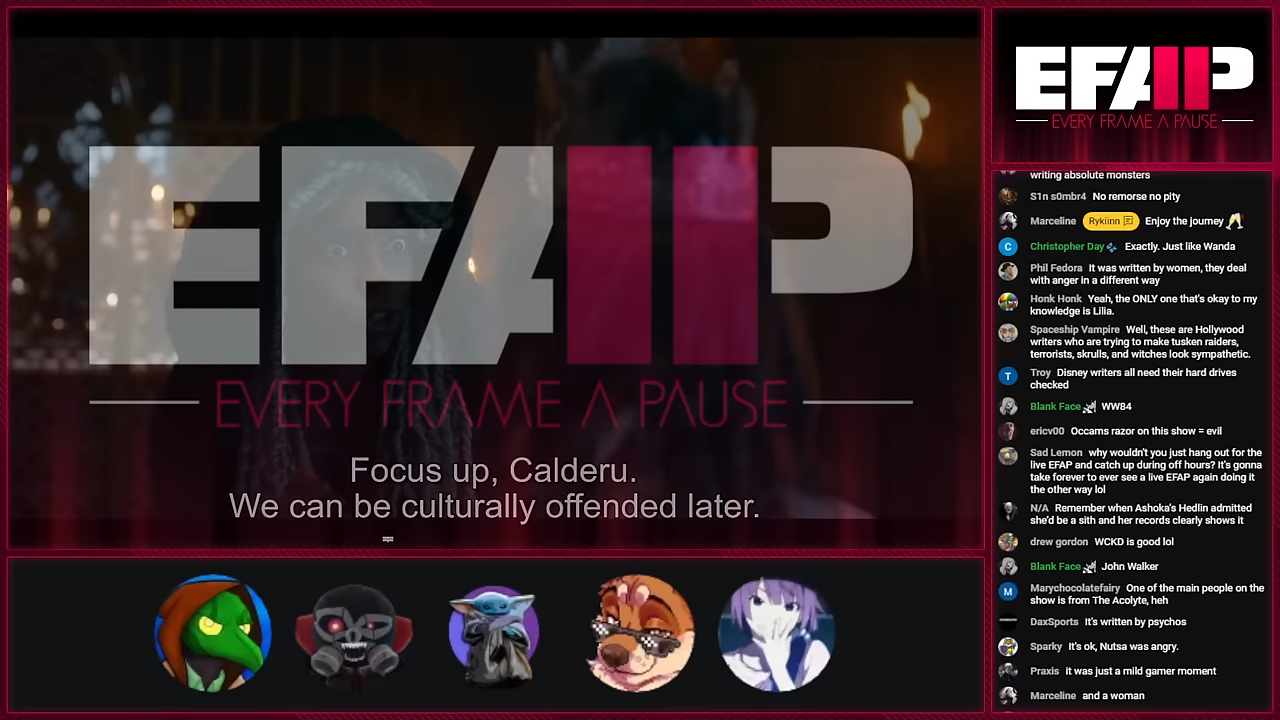 EFAP
EVERY FRAME A PAUSE
Focus up, Calderu.
We can be culturally offended later.
EFAP
EVERY FRAME A PAUSE
writing absolute monsters
S1n s0mbr4 No remorse no pity
Marceline Rykiinn Enjoy the journey 🥂
C Christopher Day Exactly. Just like Wanda
Phil Fedora It was written by women, they deal
with anger in a different way
Honk Honk Yeah, the ONLY one that's okay to my
knowledge is Lilia.
Spaceship Vampire Well, these are Hollywood
writers who are trying to make tusken raiders,
terrorists, skrulls, and witches look sympathetic.
T Troy Disney writers all need their hard drives
checked
Blank Face WW84
ericv00 Occams razor on this show = evil
Sad Lemon why wouldn't you just hang out for the
live EFAP and catch up during off hours? It's gonna
take forever to ever see a live EFAP again doing it
the other way lol
N/A Remember when Ashoka's Hedlin admitted
she'd be a sith and her records clearly shows it
drew gordon WCKD is good lol
Blank Face John Walker
M Marychocolatefairy One of the main people on the
show is from The Acolyte, heh
DaxSports It's written by psychos
Sparky It's ok, Nutsa was angry.
Praxis it was just a mild gamer moment
Marceline and a woman